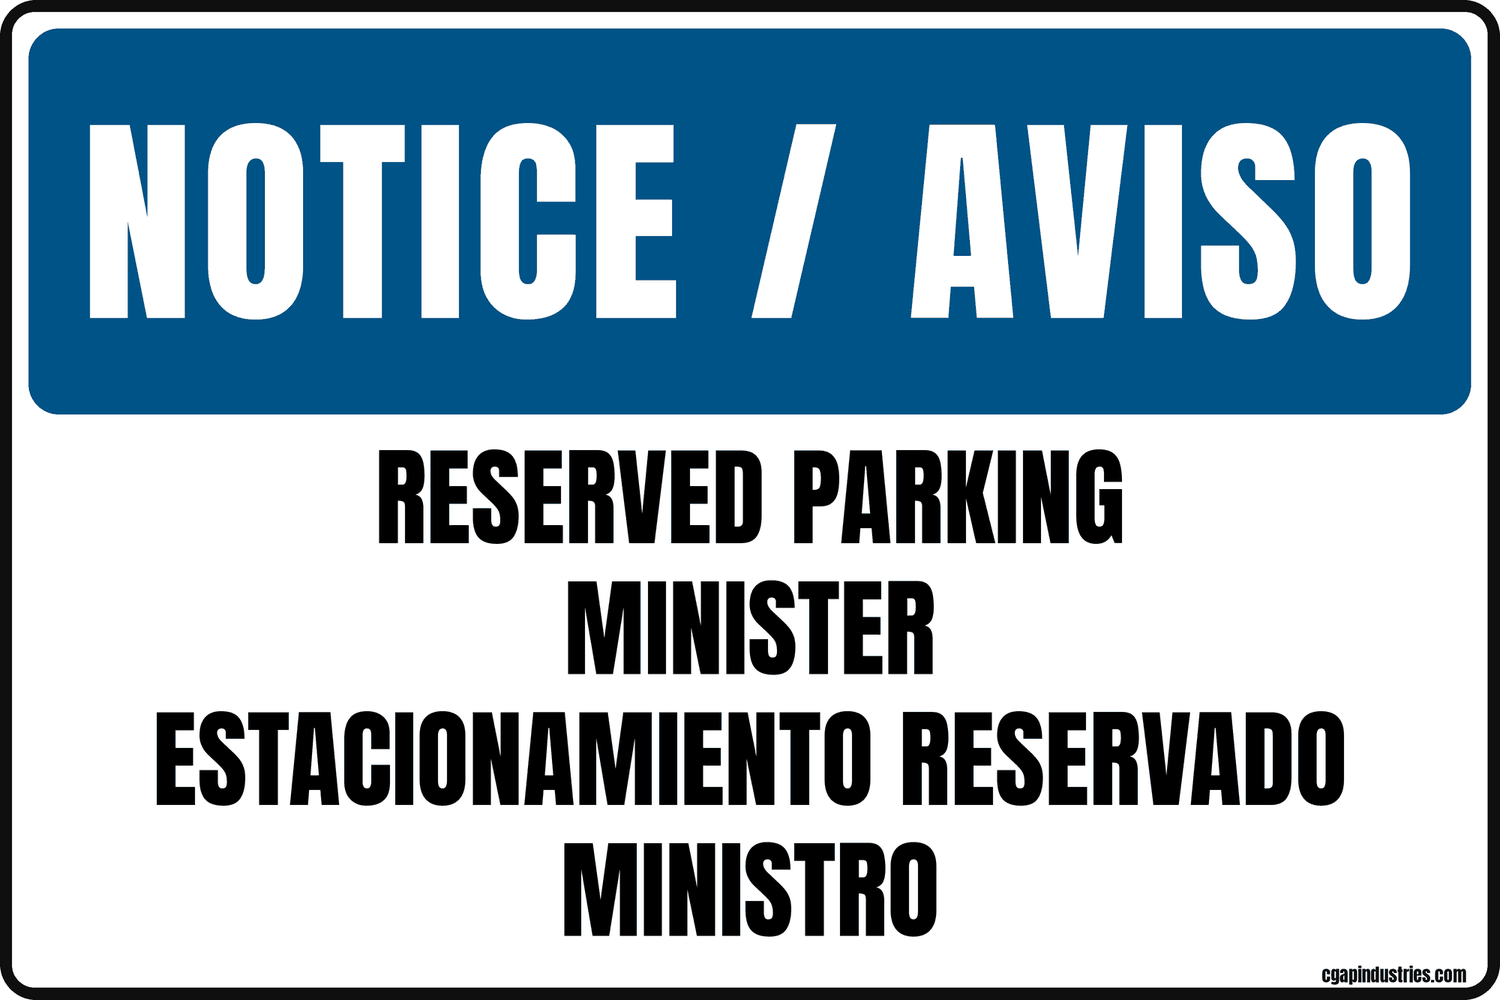 NOTICE / AVISO
RESERVED PARKING
MINISTER
ESTACIONAMIENTO RESERVADO
MINISTRO
cgapindustries.com